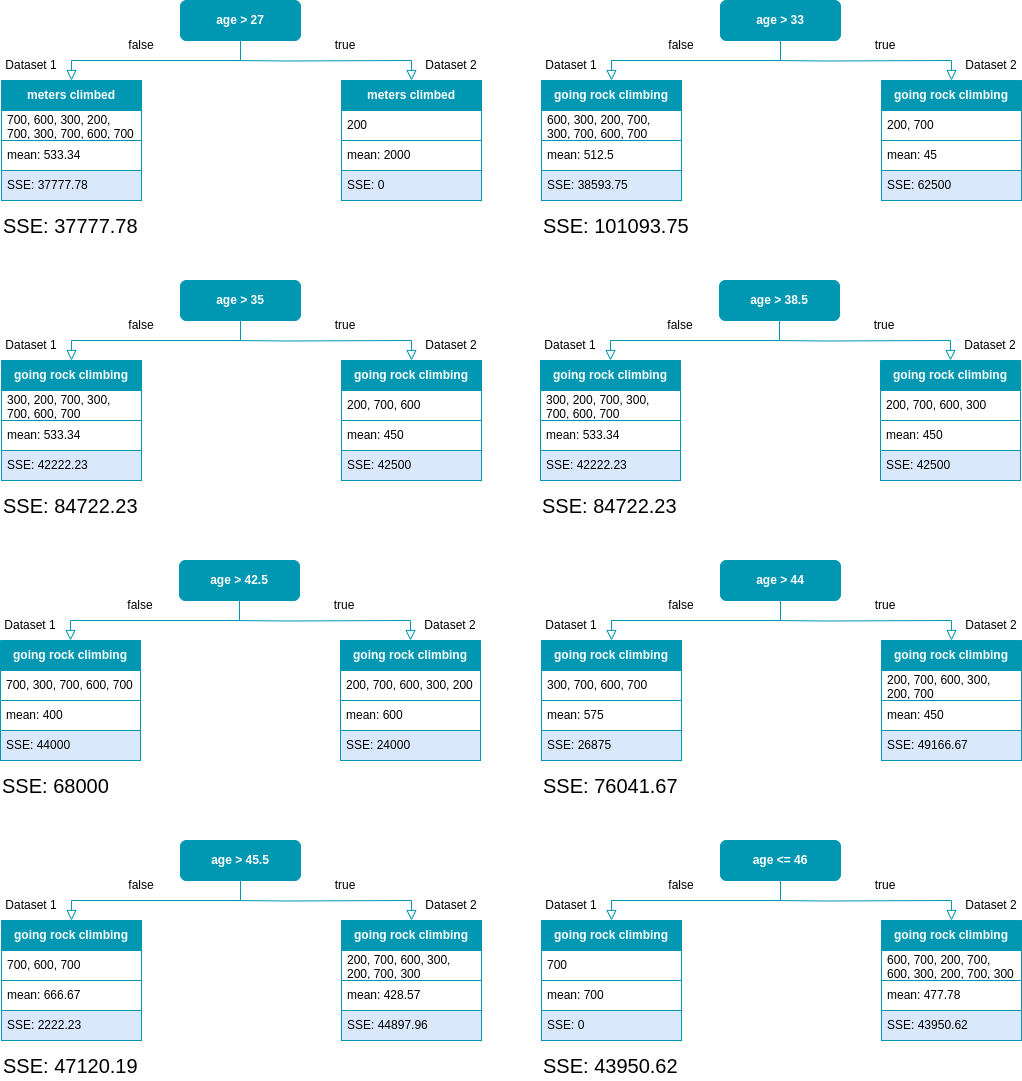 age > 27
false
true
Dataset 1
Dataset 2
meters climbed
700, 600, 300, 200,
700, 300, 700, 600, 700
mean: 533.34
SSE: 37777.78
meters climbed
200
mean: 2000
SSE: 0
SSE: 37777.78
age > 33
false
true
Dataset 1
Dataset 2
going rock climbing
600, 300, 200, 700,
300, 700, 600, 700
mean: 512.5
SSE: 38593.75
going rock climbing
200, 700
mean: 45
SSE: 62500
SSE: 101093.75
age > 35
false
true
Dataset 1
Dataset 2
going rock climbing
300, 200, 700, 300,
700, 600, 700
mean: 533.34
SSE: 42222.23
going rock climbing
200, 700, 600
mean: 450
SSE: 42500
SSE: 84722.23
age > 38.5
false
true
Dataset 1
Dataset 2
going rock climbing
300, 200, 700, 300,
700, 600, 700
mean: 533.34
SSE: 42222.23
going rock climbing
200, 700, 600, 300
mean: 450
SSE: 42500
SSE: 84722.23
age > 42.5
false
true
Dataset 1
Dataset 2
going rock climbing
700, 300, 700, 600, 700
mean: 400
SSE: 44000
going rock climbing
200, 700, 600, 300, 200
mean: 600
SSE: 24000
SSE: 68000
age > 44
false
true
Dataset 1
Dataset 2
going rock climbing
300, 700, 600, 700
mean: 575
SSE: 26875
going rock climbing
200, 700, 600, 300,
200, 700
mean: 450
SSE: 49166.67
SSE: 76041.67
age > 45.5
false
true
Dataset 1
Dataset 2
going rock climbing
700, 600, 700
mean: 666.67
SSE: 2222.23
going rock climbing
200, 700, 600, 300,
200, 700, 300
mean: 428.57
SSE: 44897.96
SSE: 47120.19
age <= 46
false
true
Dataset 1
Dataset 2
going rock climbing
700
mean: 700
SSE: 0
going rock climbing
600, 700, 200, 700,
600, 300, 200, 700, 300
mean: 477.78
SSE: 43950.62
SSE: 43950.62